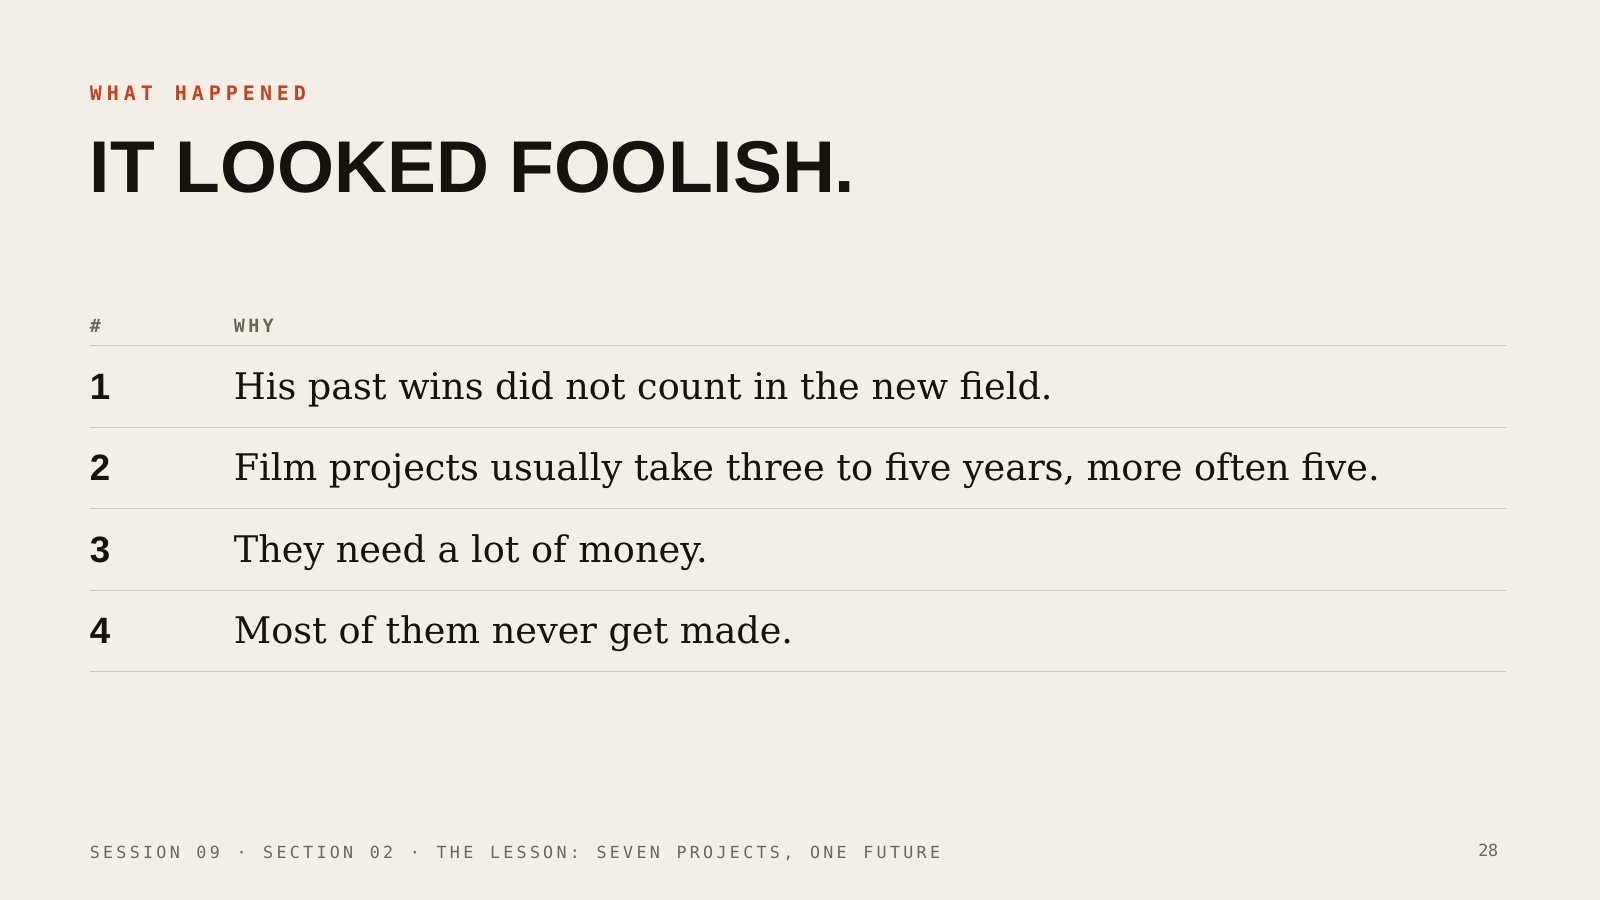 WHAT HAPPENED
IT LOOKED FOOLISH.
# WHY
1 His past wins did not count in the new field.
2 Film projects usually take three to five years, more often five.
3 They need a lot of money.
4 Most of them never get made.
SESSION 09 · SECTION 02 · THE LESSON: SEVEN PROJECTS, ONE FUTURE 28